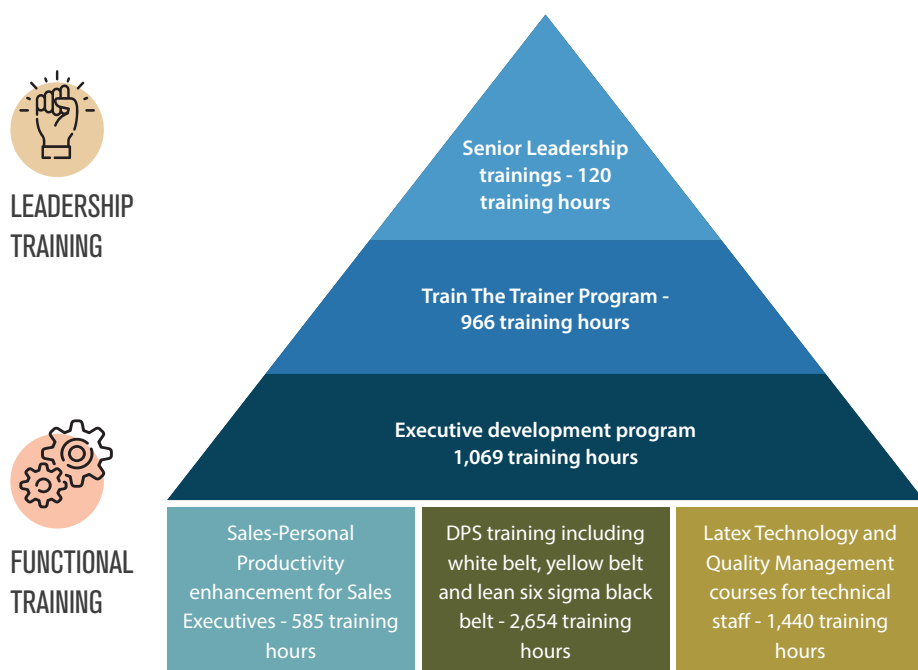 LEADERSHIP
TRAINING
Senior Leadership
trainings - 120
training hours
Train The Trainer Program -
966 training hours
Executive development program
1,069 training hours
FUNCTIONAL
TRAINING
Sales-Personal
Productivity
enhancement for Sales
Executives - 585 training
hours
DPS training including
white belt, yellow belt
and lean six sigma black
belt - 2,654 training
hours
Latex Technology and
Quality Management
courses for technical
staff - 1,440 training
hours